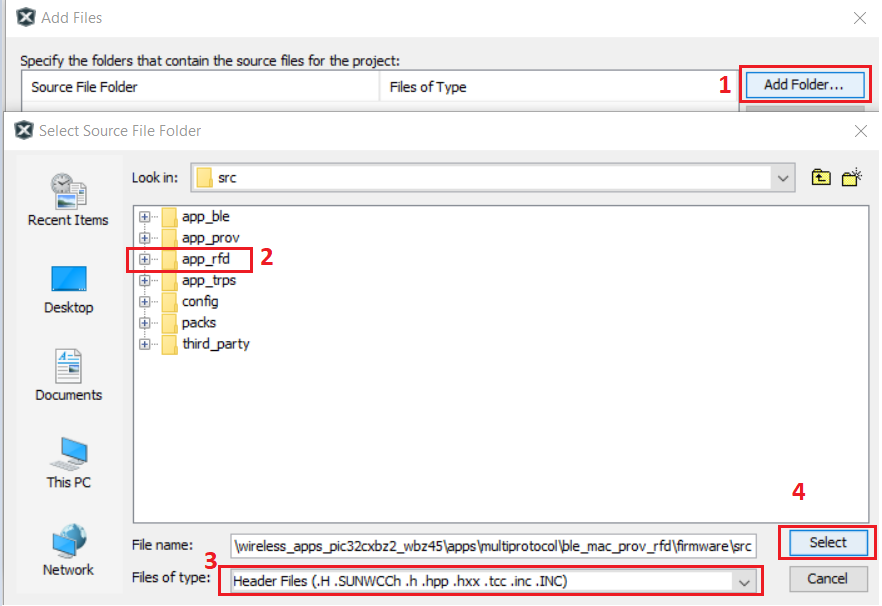 Add Files
Specify the folders that contain the source files for the project:
Source File Folder Files of Type 1 Add Folder...
Select Source File Folder
Look in: src
Recent Items
Desktop
Documents
This PC
Network
app_ble
app_prov
app_rfd 2
app_trps
config
packs
third_party
4
File name: \wireless_apps_pic32cxbz2_wbz45\apps\multiprotocol\ble_mac_prov_rfd\firmware\src Select
3
Files of type: Header Files (.H .SUNWCCh .h .hpp .hxx .tcc .inc .INC) Cancel